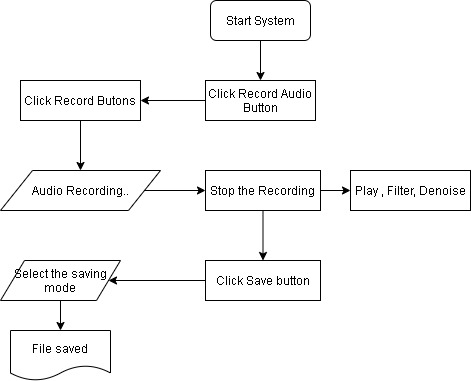 Start System
Click Record Audio
Button
Click Record Butons
Audio Recording..
Stop the Recording
Play , Filter, Denoise
Select the saving
mode
Click Save button
File saved